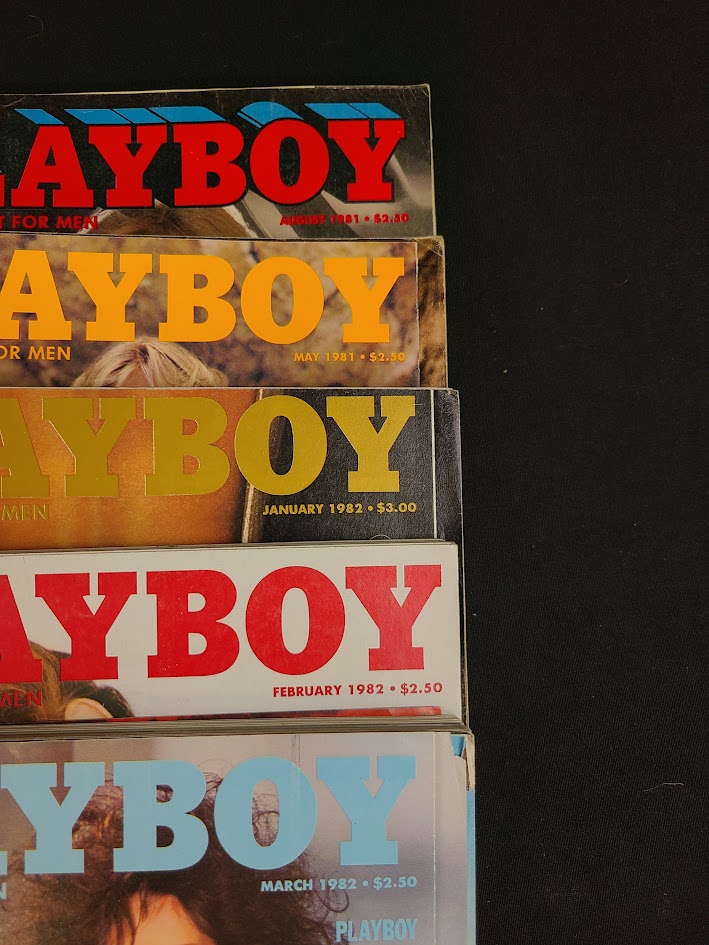 LAYBOY
T FOR MEN
AUGUST 1981 • $2.50
AYBOY
OR MEN
MAY 1981 • $2.50
AYBOY
MEN
JANUARY 1982 • $3.00
AYBOY
MEN
FEBRUARY 1982 • $2.50
AYBOY
N
MARCH 1982 • $2.50
PLAYBOY